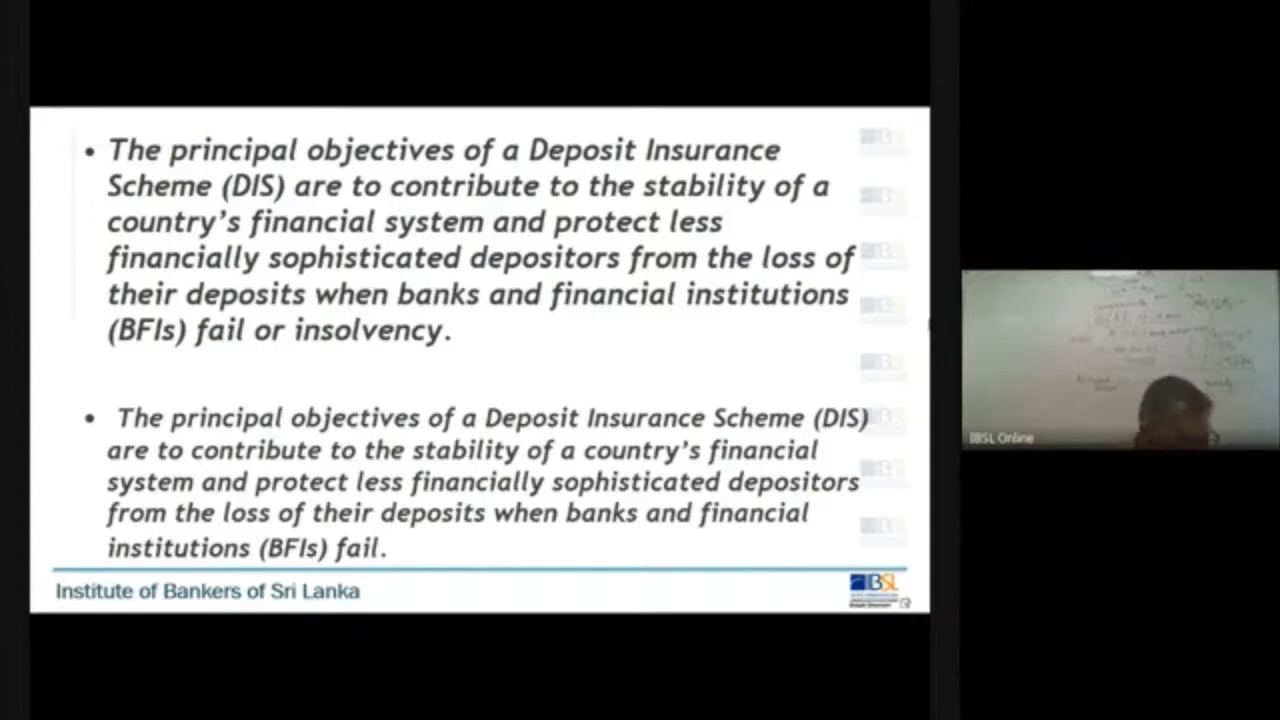 • The principal objectives of a Deposit Insurance
Scheme (DIS) are to contribute to the stability of a
country's financial system and protect less
financially sophisticated depositors from the loss of
their deposits when banks and financial institutions
(BFIs) fail or insolvency.
• The principal objectives of a Deposit Insurance Scheme (DIS)
are to contribute to the stability of a country's financial
system and protect less financially sophisticated depositors
from the loss of their deposits when banks and financial
institutions (BFIs) fail.
Institute of Bankers of Sri Lanka
IBSL
IBSL Online